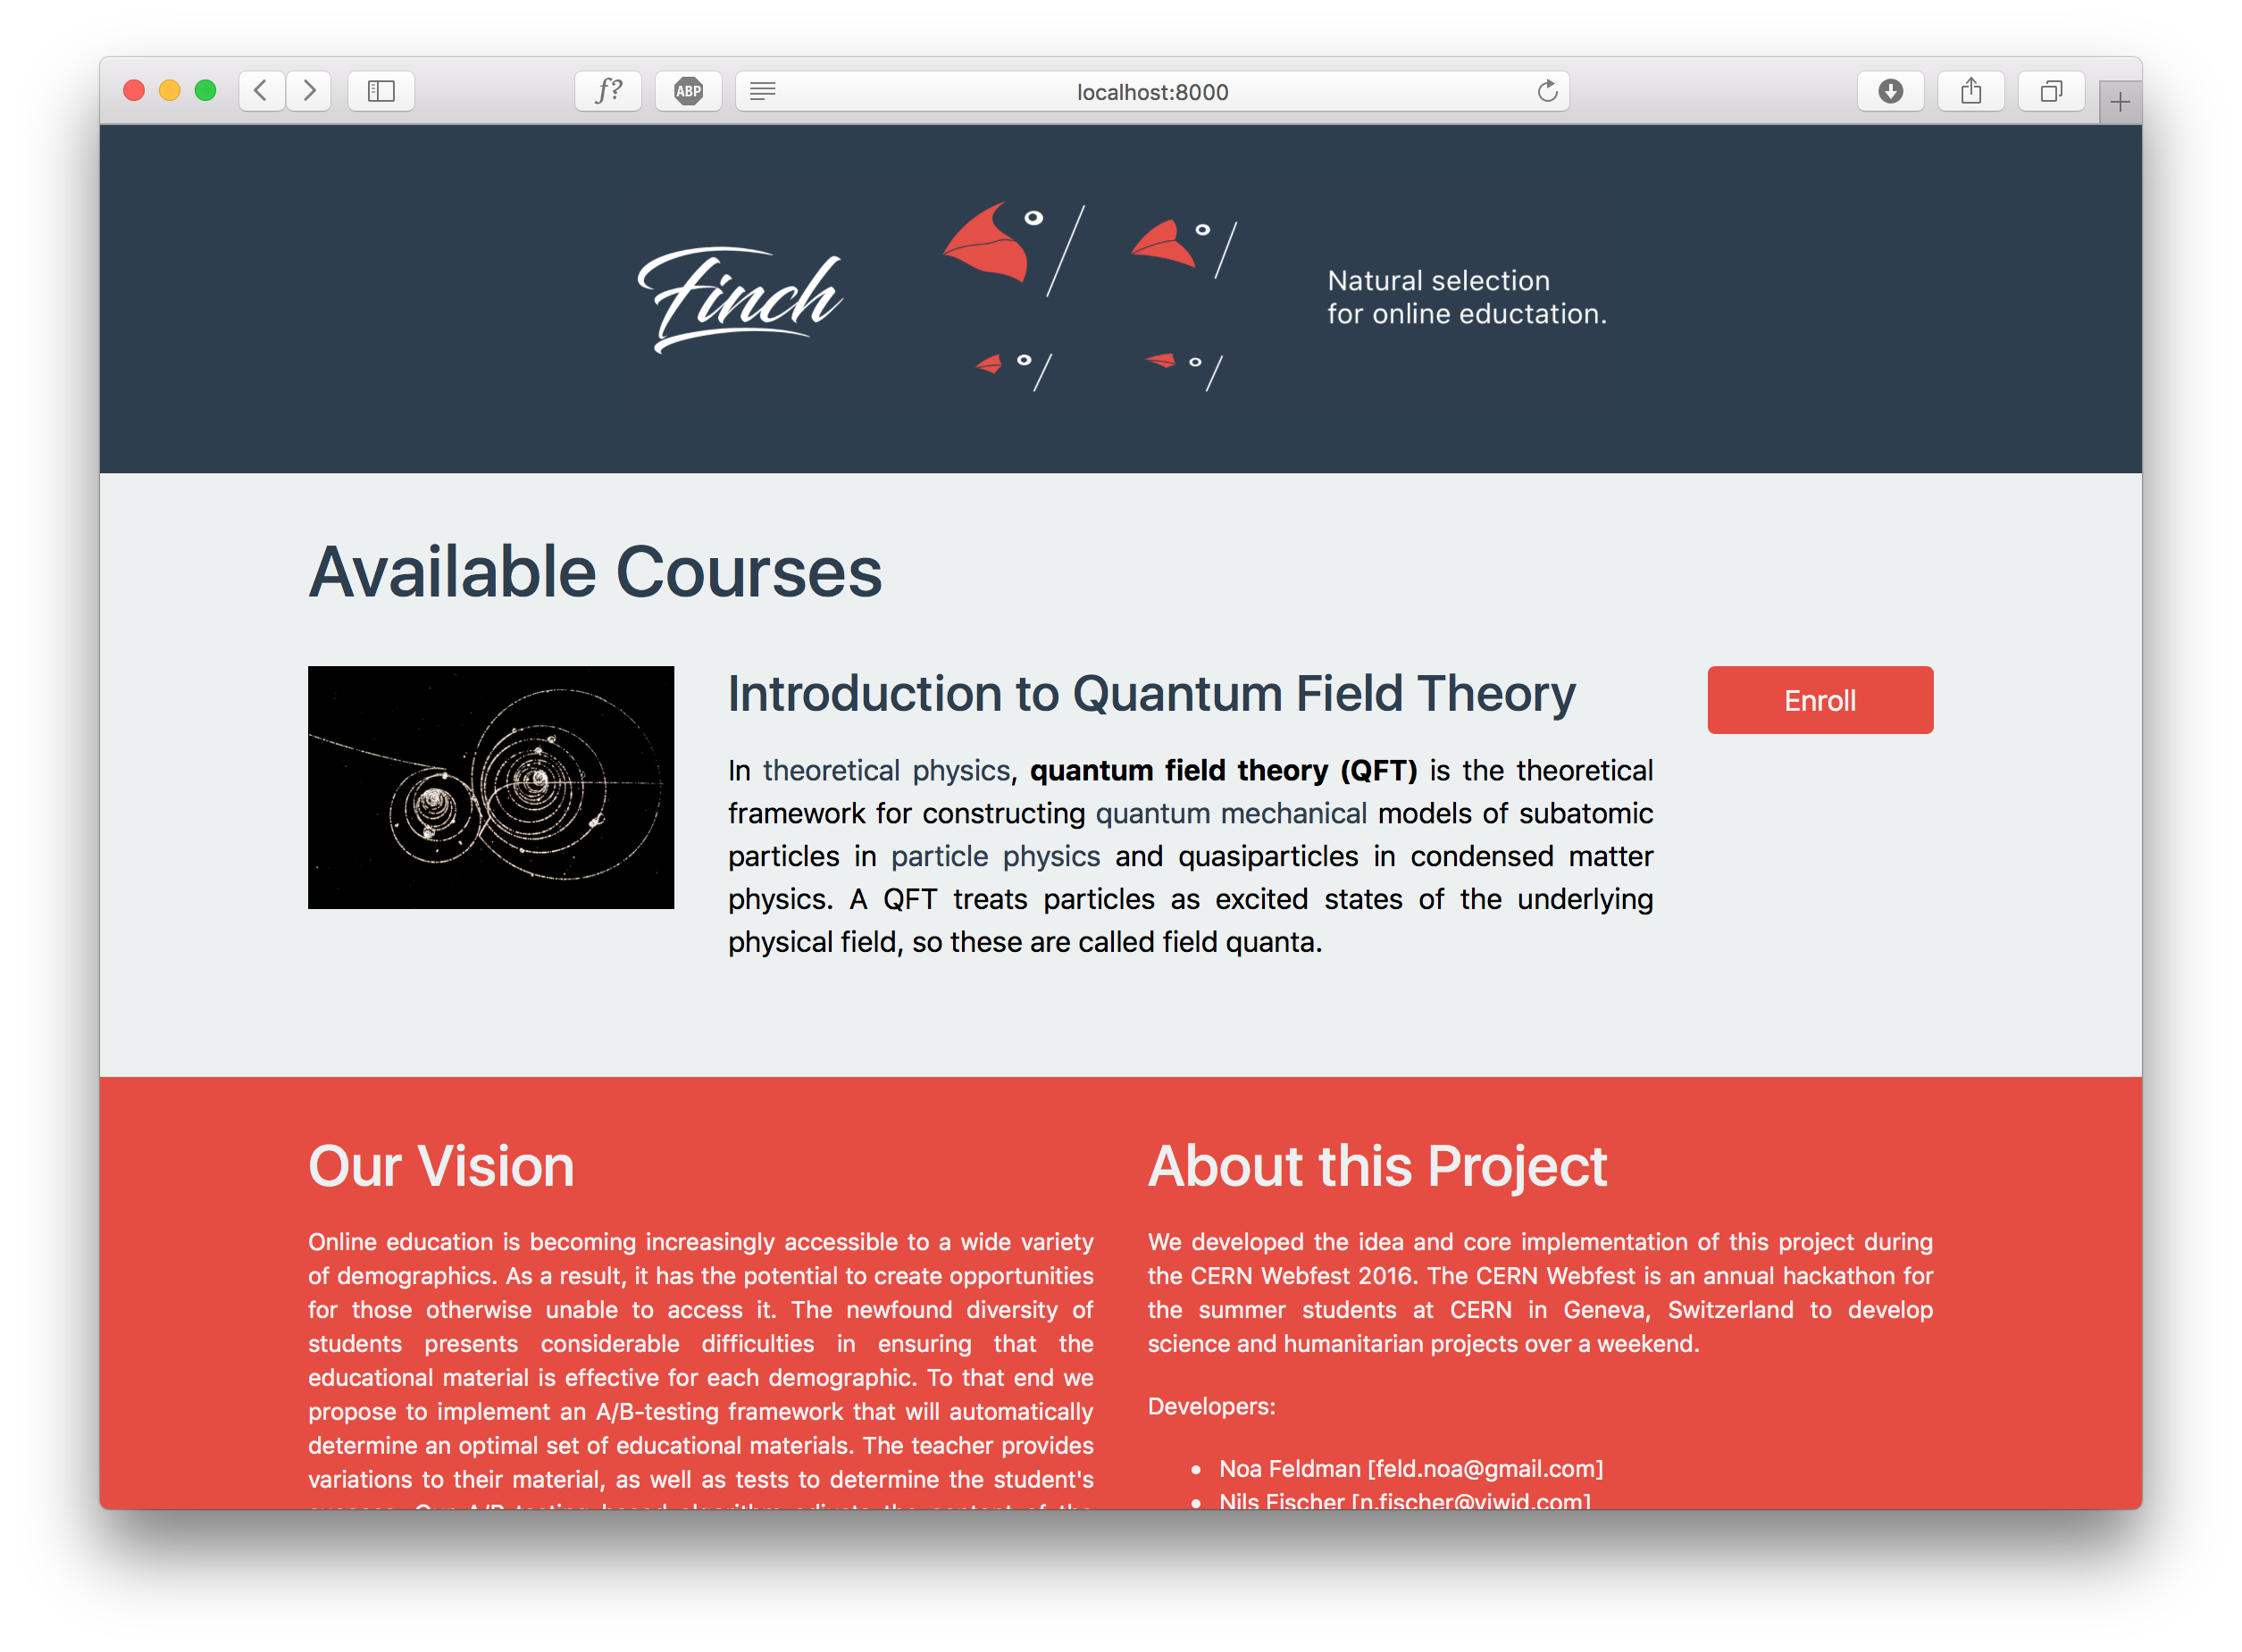 f?
ABP
localhost:8000
Finch
Natural selection
for online eductation.
Available Courses
Introduction to Quantum Field Theory
Enroll
In theoretical physics, quantum field theory (QFT) is the theoretical
framework for constructing quantum mechanical models of subatomic
particles in particle physics and quasiparticles in condensed matter
physics. A QFT treats particles as excited states of the underlying
physical field, so these are called field quanta.
Our Vision
Online education is becoming increasingly accessible to a wide variety
of demographics. As a result, it has the potential to create opportunities
for those otherwise unable to access it. The newfound diversity of
students presents considerable difficulties in ensuring that the
educational material is effective for each demographic. To that end we
propose to implement an A/B-testing framework that will automatically
determine an optimal set of educational materials. The teacher provides
variations to their material, as well as tests to determine the student's
success. Our A/B-testing based algorithm adjusts the content of the
About this Project
We developed the idea and core implementation of this project during
the CERN Webfest 2016. The CERN Webfest is an annual hackathon for
the summer students at CERN in Geneva, Switzerland to develop
science and humanitarian projects over a weekend.
Developers:
• Noa Feldman [feld.noa@gmail.com]
• Nils Fischer [n.fischer@viwid.com]